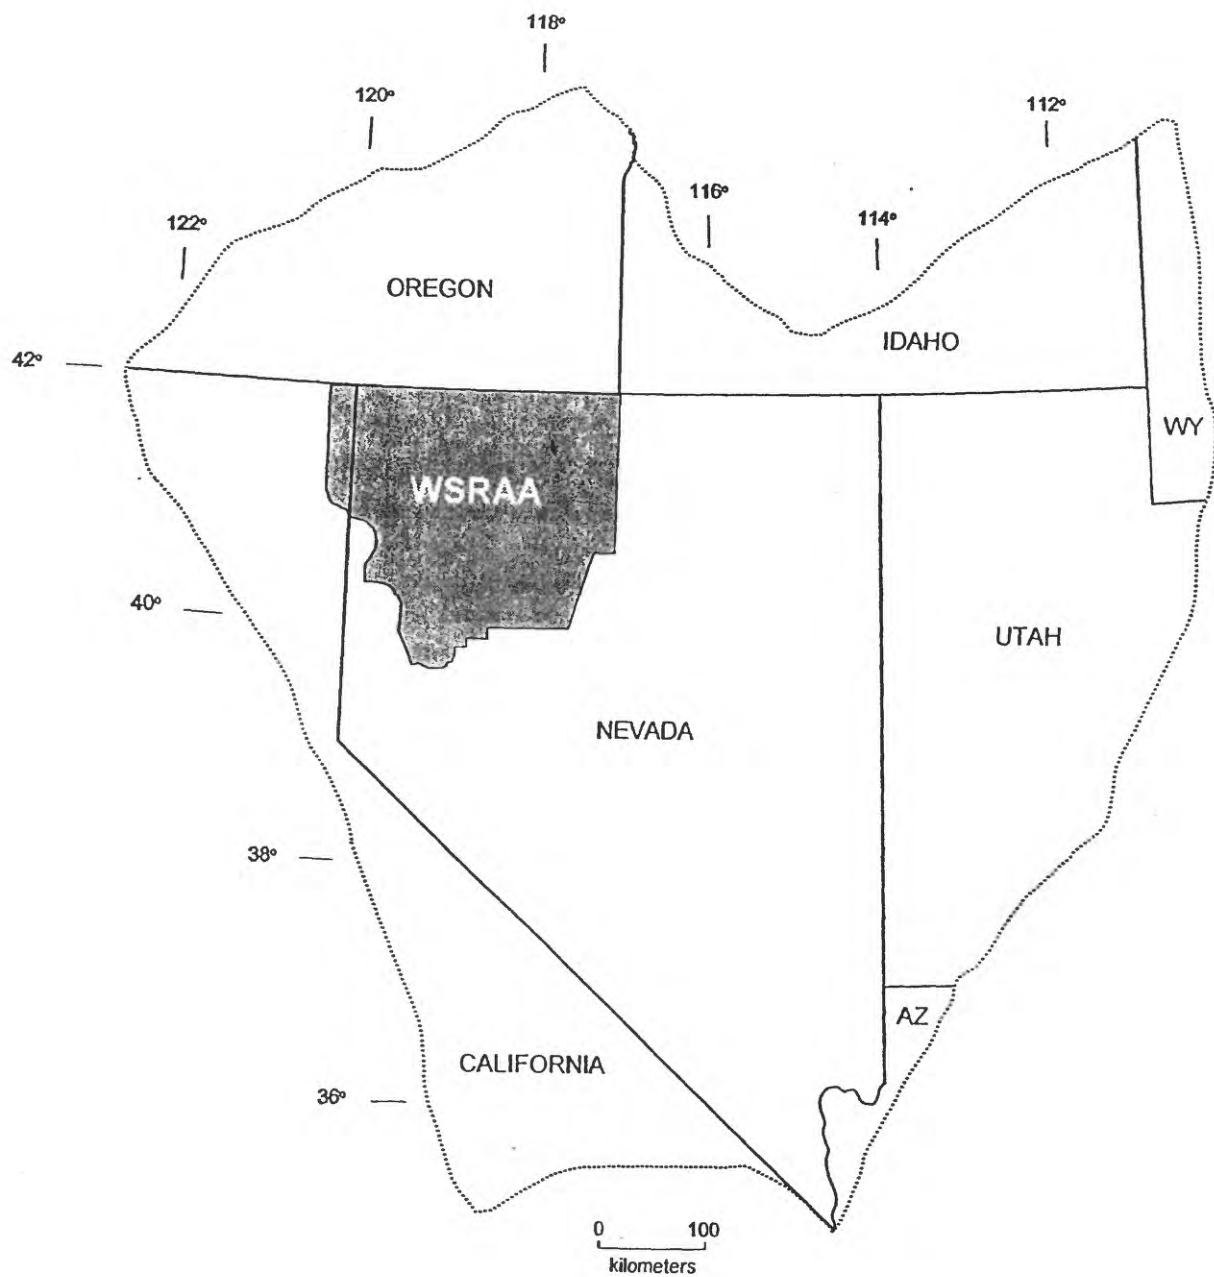 118°
120°
112°
116°
114°
122°
OREGON
IDAHO
42°
WY
WSRAA
40°
UTAH
NEVADA
38°
AZ
CALIFORNIA
36°
0 100
kilometers